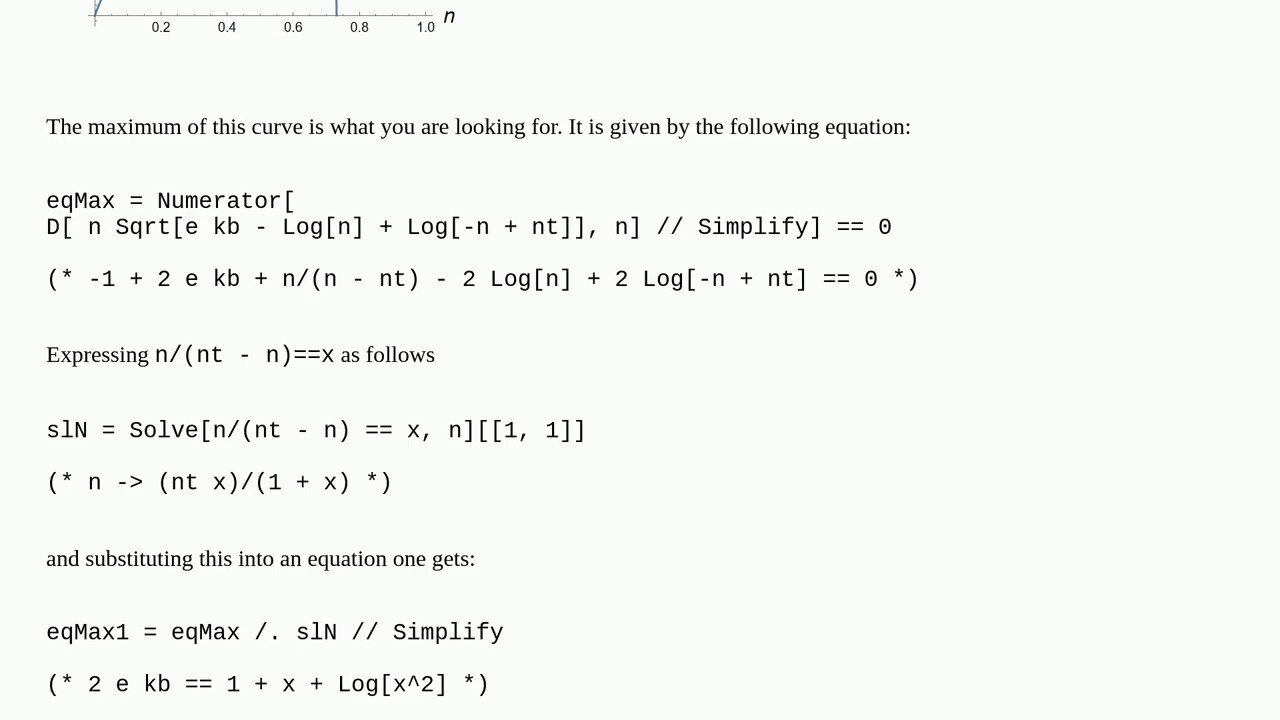 n
0.2 0.4 0.6 0.8 1.0
The maximum of this curve is what you are looking for. It is given by the following equation:
eqMax = Numerator[
D[ n Sqrt[e kb - Log[n] + Log[-n + nt]], n] // Simplify] == 0
(* -1 + 2 e kb + n/(n - nt) - 2 Log[n] + 2 Log[-n + nt] == 0 *)
Expressing n/(nt - n)==x as follows
slN = Solve[n/(nt - n) == x, n][[1, 1]]
(* n -> (nt x)/(1 + x) *)
and substituting this into an equation one gets:
eqMax1 = eqMax /. slN // Simplify
(* 2 e kb == 1 + x + Log[x^2] *)